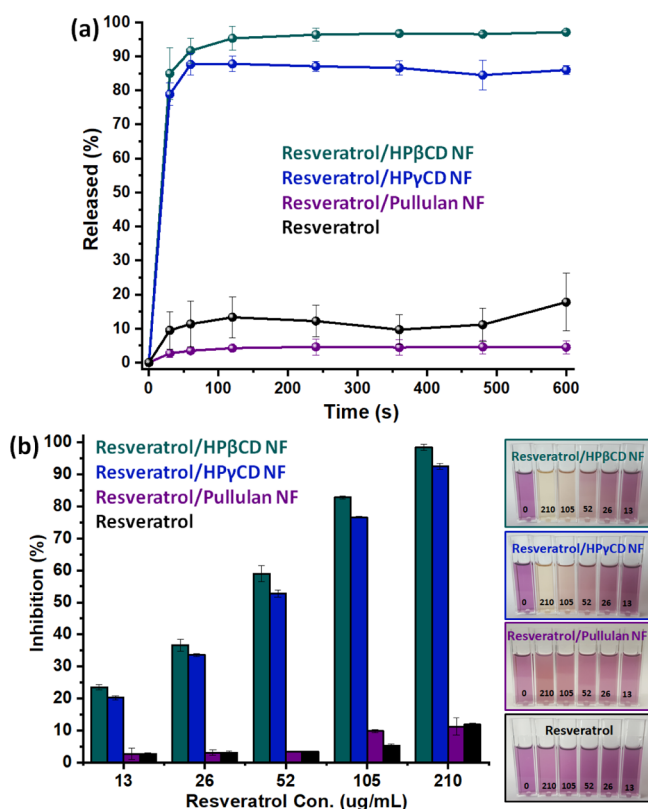 (a)
100
90
80
70
60
50
40
30
20
10
0
Released (%)
Resveratrol/HPβCD NF
Resveratrol/HPγCD NF
Resveratrol/Pullulan NF
Resveratrol
0 100 200 300 400 500 600
Time (s)
(b)
100
90
80
70
60
50
40
30
20
10
0
Inhibition (%)
Resveratrol/HPβCD NF
Resveratrol/HPγCD NF
Resveratrol/Pullulan NF
Resveratrol
13 26 52 105 210
Resveratrol Con. (ug/mL)
Resveratrol/HPβCD NF
0 210 105 52 26 13
Resveratrol/HPγCD NF
0 210 105 52 26 13
Resveratrol/Pullulan NF
0 210 105 52 26 13
Resveratrol
0 210 105 52 26 13